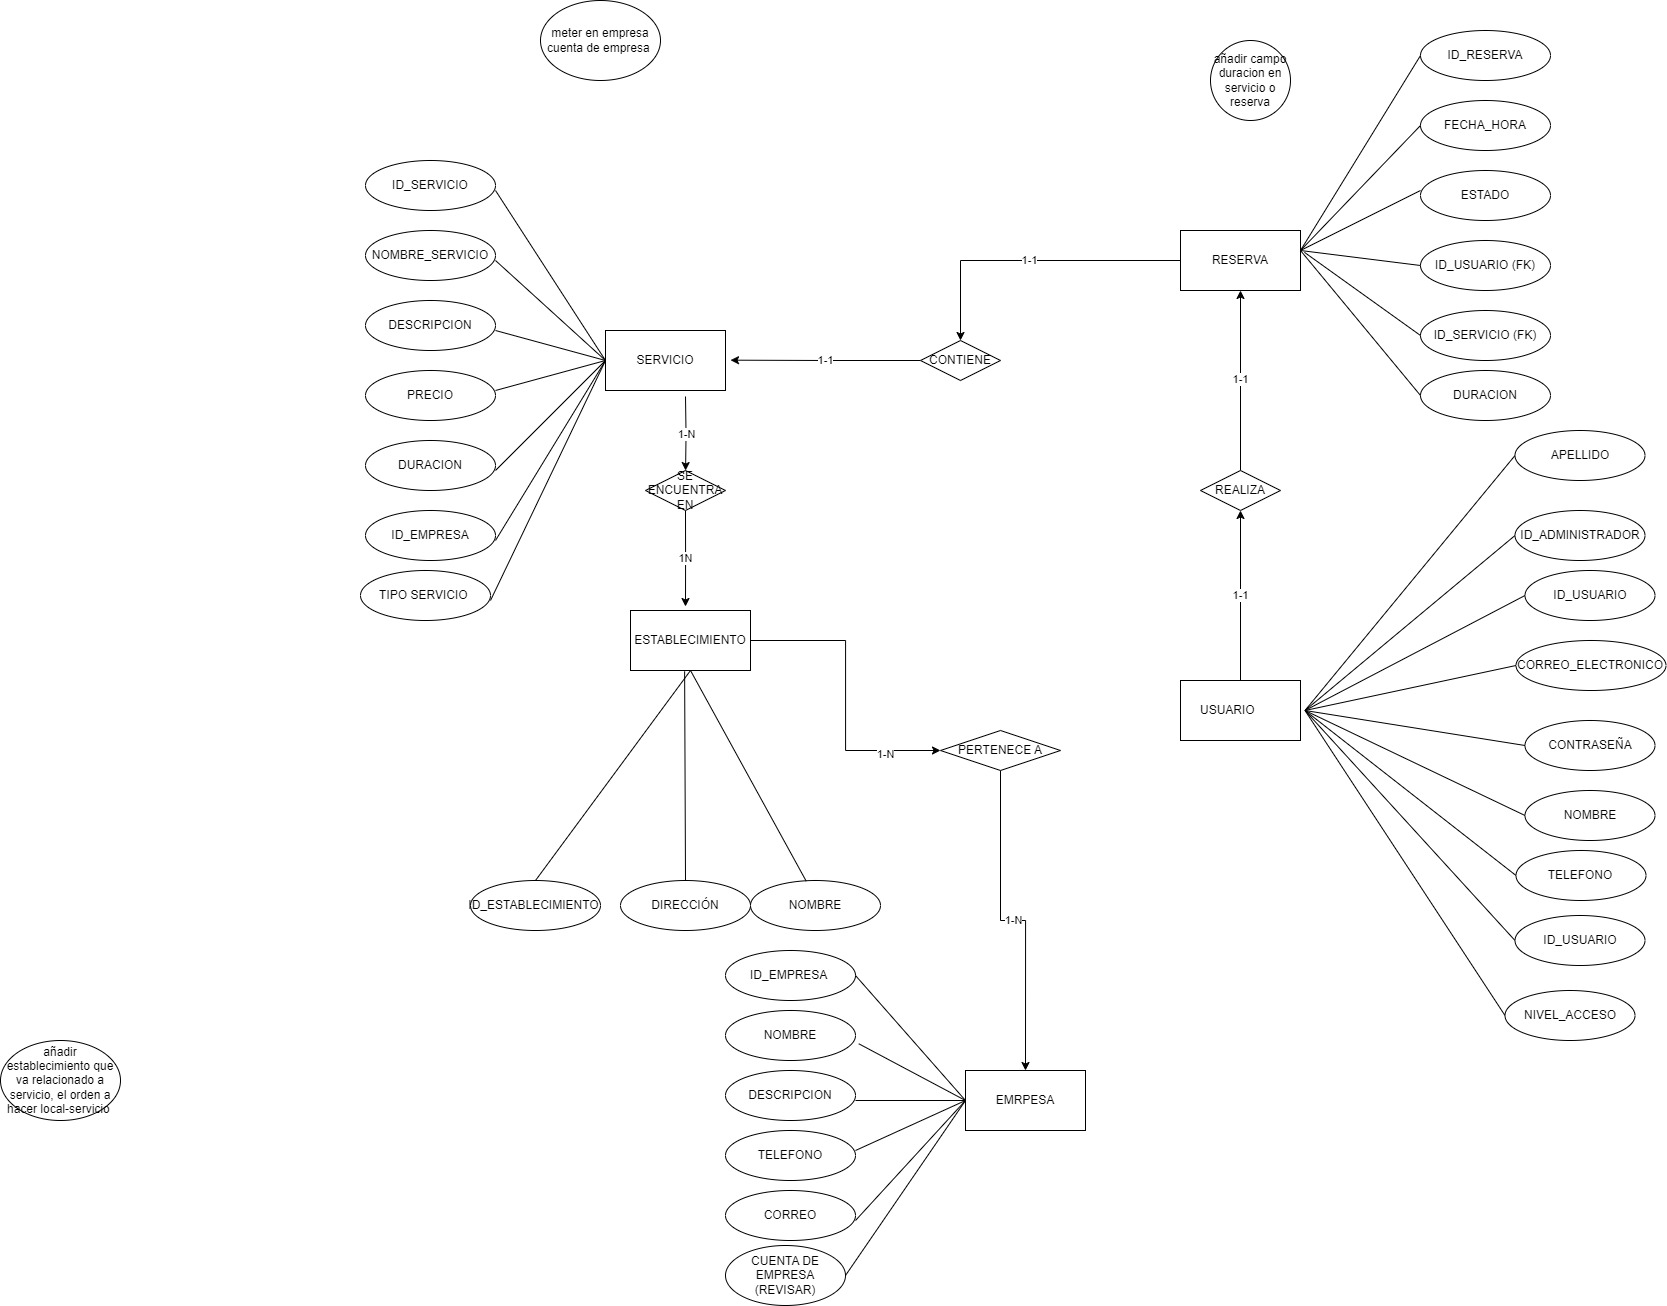 meter en empresa
cuenta de empresa
añadir campo
duracion en
servicio o
reserva
ID_RESERVA
FECHA_HORA
ESTADO
ID_USUARIO (FK)
ID_SERVICIO (FK)
DURACION
RESERVA
1-1
CONTIENE
1-1
ID_SERVICIO
NOMBRE_SERVICIO
DESCRIPCION
PRECIO
DURACION
ID_EMPRESA
TIPO SERVICIO
SERVICIO
1-N
SE
ENCUENTRA
EN
1N
ESTABLECIMIENTO
1-N
PERTENECE A
1-N
ID_ESTABLECIMIENTO
DIRECCIÓN
NOMBRE
1-1
REALIZA
1-1
USUARIO
APELLIDO
ID_ADMINISTRADOR
ID_USUARIO
CORREO_ELECTRONICO
CONTRASEÑA
NOMBRE
TELEFONO
ID_USUARIO
NIVEL_ACCESO
ID_EMPRESA
NOMBRE
DESCRIPCION
TELEFONO
CORREO
CUENTA DE
EMPRESA
(REVISAR)
EMRPESA
añadir
establecimiento que
va relacionado a
servicio, el orden a
hacer local-servicio